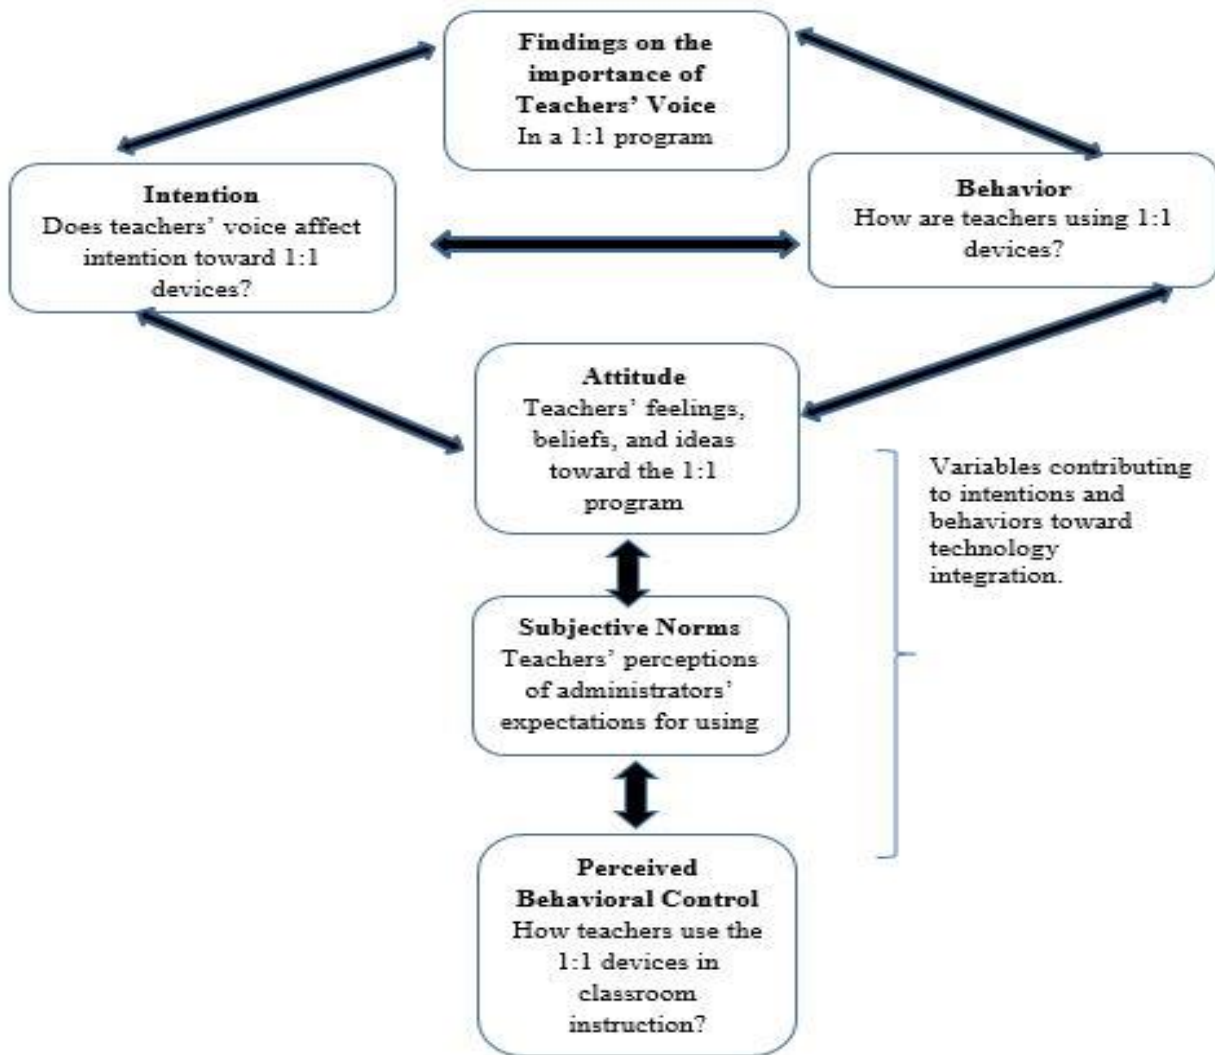 Findings on the
importance of
Teachers’ Voice
In a 1:1 program
Intention
Does teachers’ voice affect
intention toward 1:1
devices?
Behavior
How are teachers using 1:1
devices?
Attitude
Teachers’ feelings,
beliefs, and ideas
toward the 1:1
program
Variables contributing
to intentions and
behaviors toward
technology
integration.
Subjective Norms
Teachers’ perceptions
of administrators’
expectations for using
Perceived
Behavioral Control
How teachers use the
1:1 devices in
classroom
instruction?